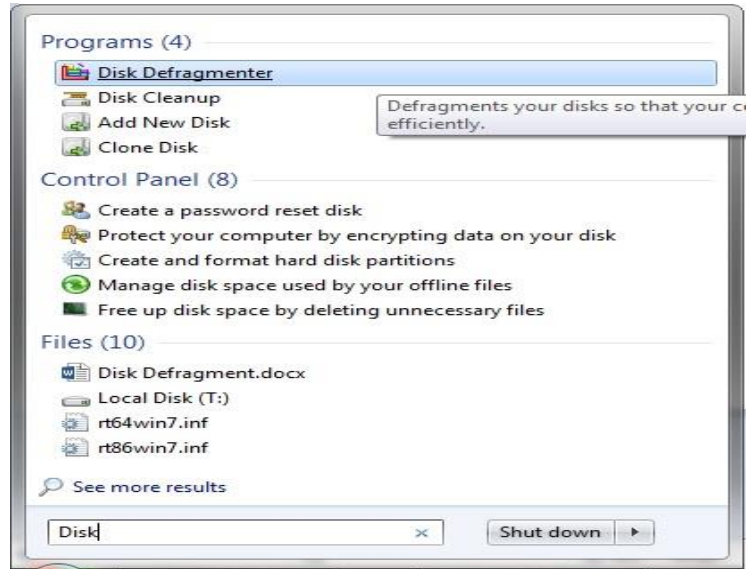 Programs (4)
Disk Defragmenter
Disk Cleanup
Defragments your disks so that your
efficiently.
Add New Disk
Clone Disk
Control Panel (8)
Create a password reset disk
Protect your computer by encrypting data on your disk
Create and format hard disk partitions
Manage disk space used by your offline files
Free up disk space by deleting unnecessary files
Files (10)
Disk Defragment.docx
Local Disk (T:)
rt64win7.inf
rt86win7.inf
See more results
Disk
Shut down